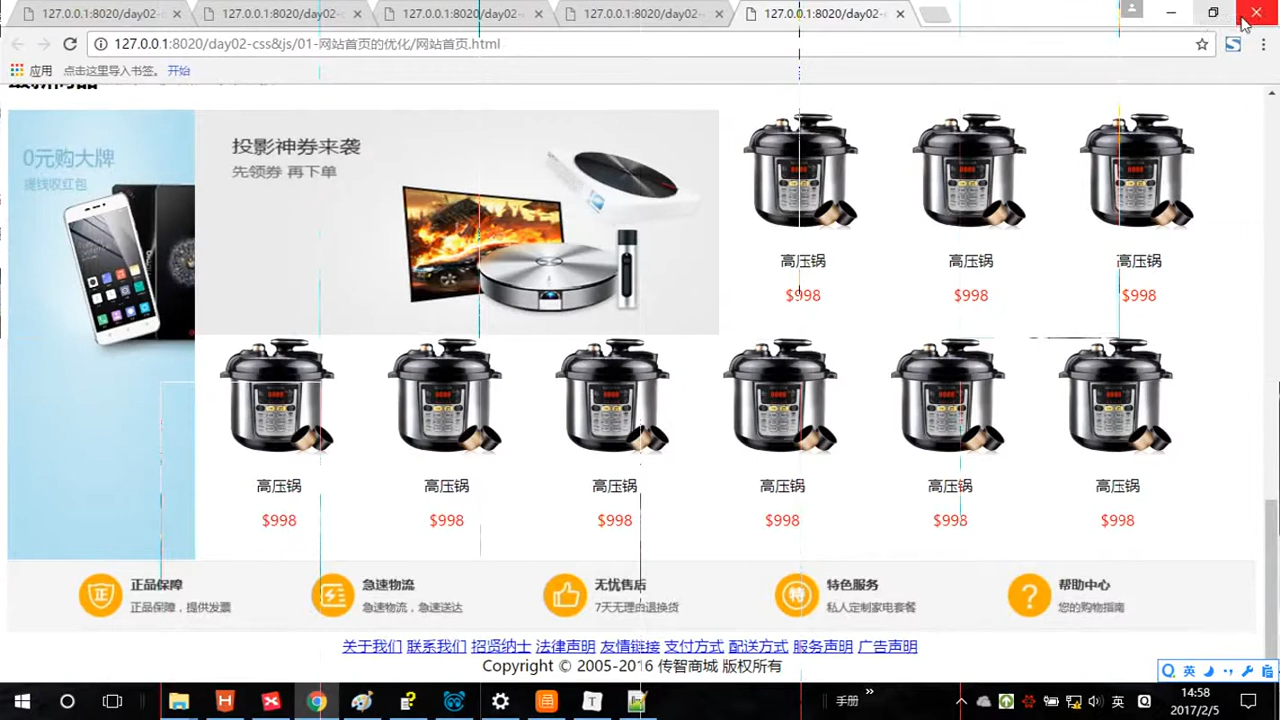 127.0.0.1:8020/day02- 127.0.0.1:8020/day02- 127.0.0.1:8020/day02- 127.0.0.1:8020/day02- 127.0.0.1:8020/day02-
127.0.0.1:8020/day02-css&js/01-网站首页的优化/网站首页.html
应用 点击这里导入书签。 开始
0元购大牌
提钱收红包
投影神券来袭
先领券 再下单
高压锅 高压锅 高压锅
$998 $998 $998
高压锅 高压锅 高压锅 高压锅 高压锅 高压锅
$998 $998 $998 $998 $998 $998
正品保障 急速物流 无忧售后 特色服务 帮助中心
正品保障，提供发票 急速物流，急速送达 7天无理由退换货 私人定制家电套餐 您的购物指南
关于我们 联系我们 招贤纳士 法律声明 友情链接 支付方式 配送方式 服务声明 广告声明
Copyright © 2005-2016 传智商城 版权所有
英
手册 » 英 14:58
2017/2/5